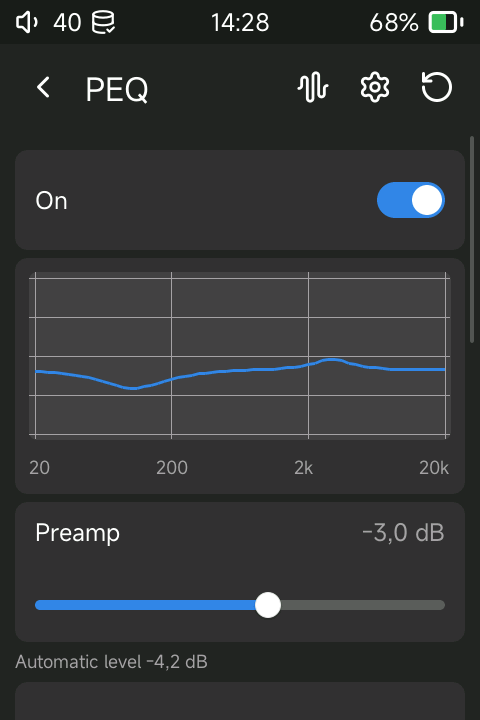 40 14:28 68%
PEQ
On
20 200 2k 20k
Preamp -3,0 dB
Automatic level -4,2 dB